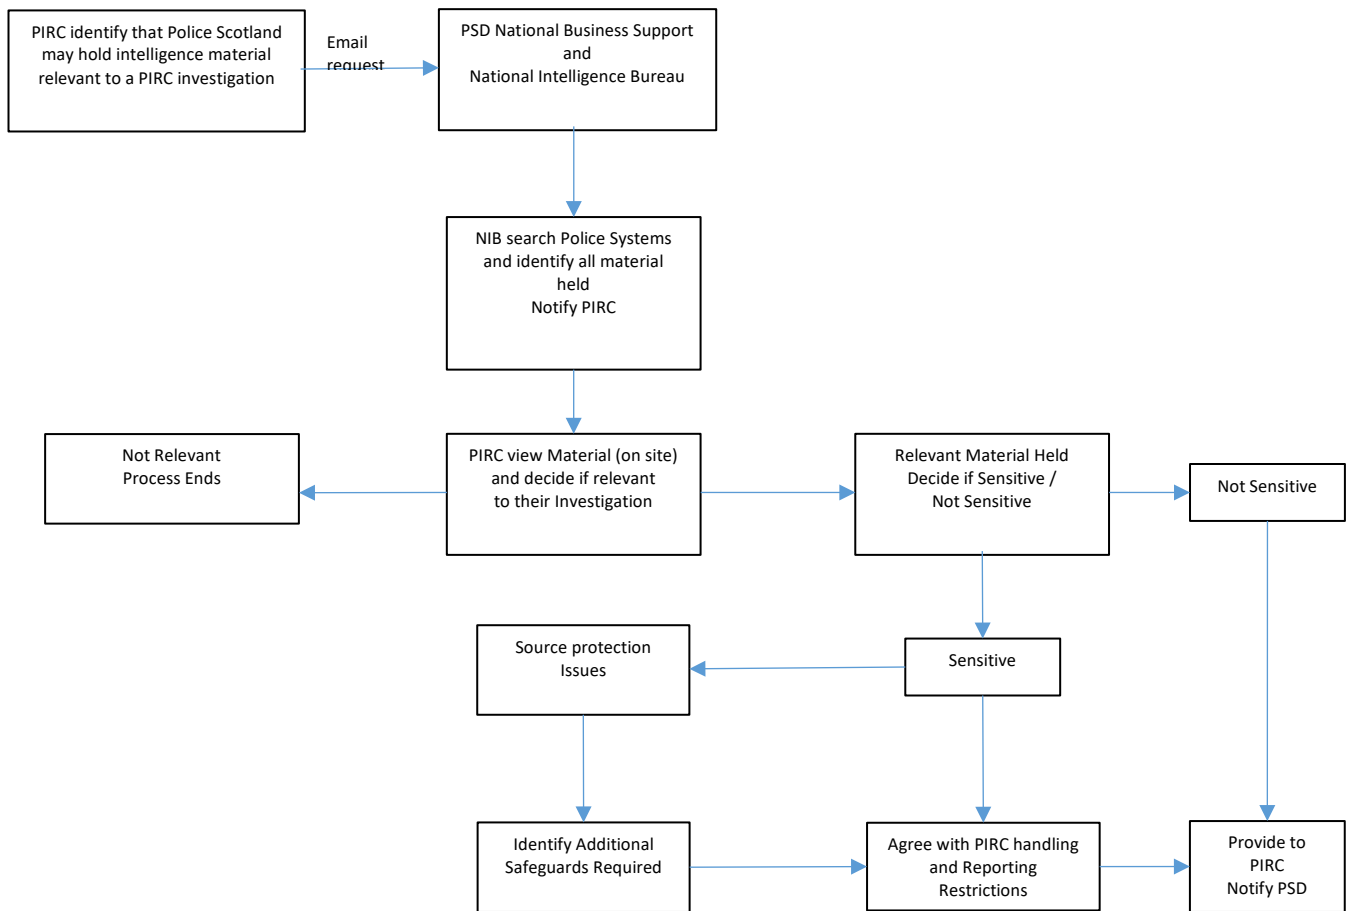 PIRC identify that Police Scotland
may hold intelligence material
relevant to a PIRC investigation
Email
request
PSD National Business Support
and
National Intelligence Bureau
NIB search Police Systems
and identify all material
held
Notify PIRC
Not Relevant
Process Ends
PIRC view Material (on site)
and decide if relevant
to their Investigation
Relevant Material Held
Decide if Sensitive /
Not Sensitive
Not Sensitive
Source protection
Issues
Sensitive
Identify Additional
Safeguards Required
Agree with PIRC handling
and Reporting
Restrictions
Provide to
PIRC
Notify PSD